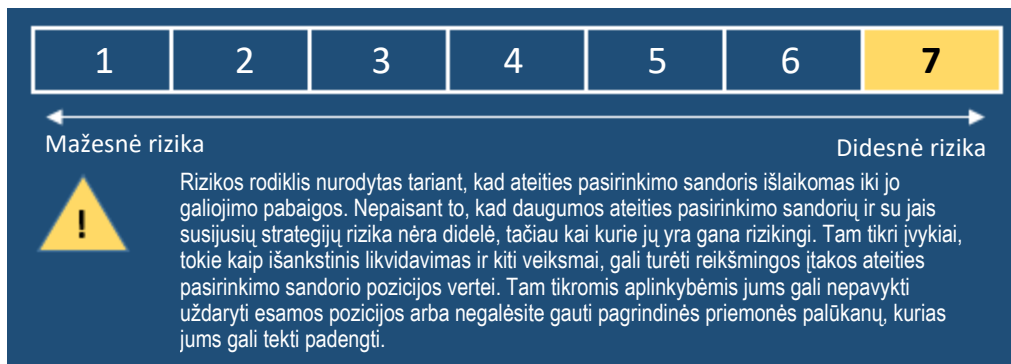 1 2 3 4 5 6 7
Mažesnė rizika Didesnė rizika
! Rizikos rodiklis nurodytas tariant, kad ateities pasirinkimo sandoris išlaikomas iki jo
galiojimo pabaigos. Nepaisant to, kad daugumos ateities pasirinkimo sandorių ir su jais
susijusių strategijų rizika nėra didelė, tačiau kai kurie jų yra gana rizikingi. Tam tikri įvykiai,
tokie kaip išankstinis likvidavimas ir kiti veiksmai, gali turėti reikšmingos įtakos ateities
pasirinkimo sandorio pozicijos vertei. Tam tikromis aplinkybėmis jums gali nepavykti
uždaryti esamos pozicijos arba negalėsite gauti pagrindinės priemonės palūkanų, kurias
jums gali tekti padengti.